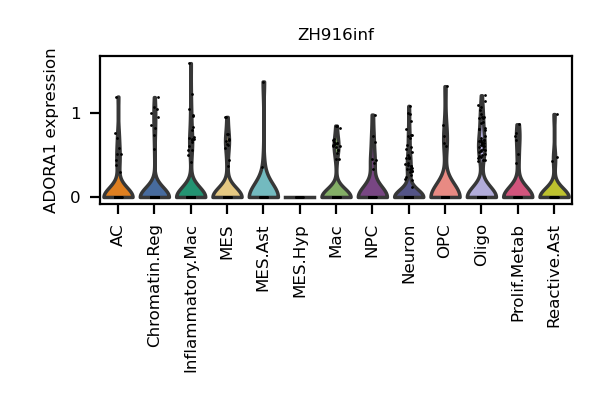 ZH916inf
ADORA1 expression
1
0
AC
Chromatin.Reg
Inflammatory.Mac
MES
MES.Ast
MES.Hyp
Mac
NPC
Neuron
OPC
Oligo
Prolif.Metab
Reactive.Ast